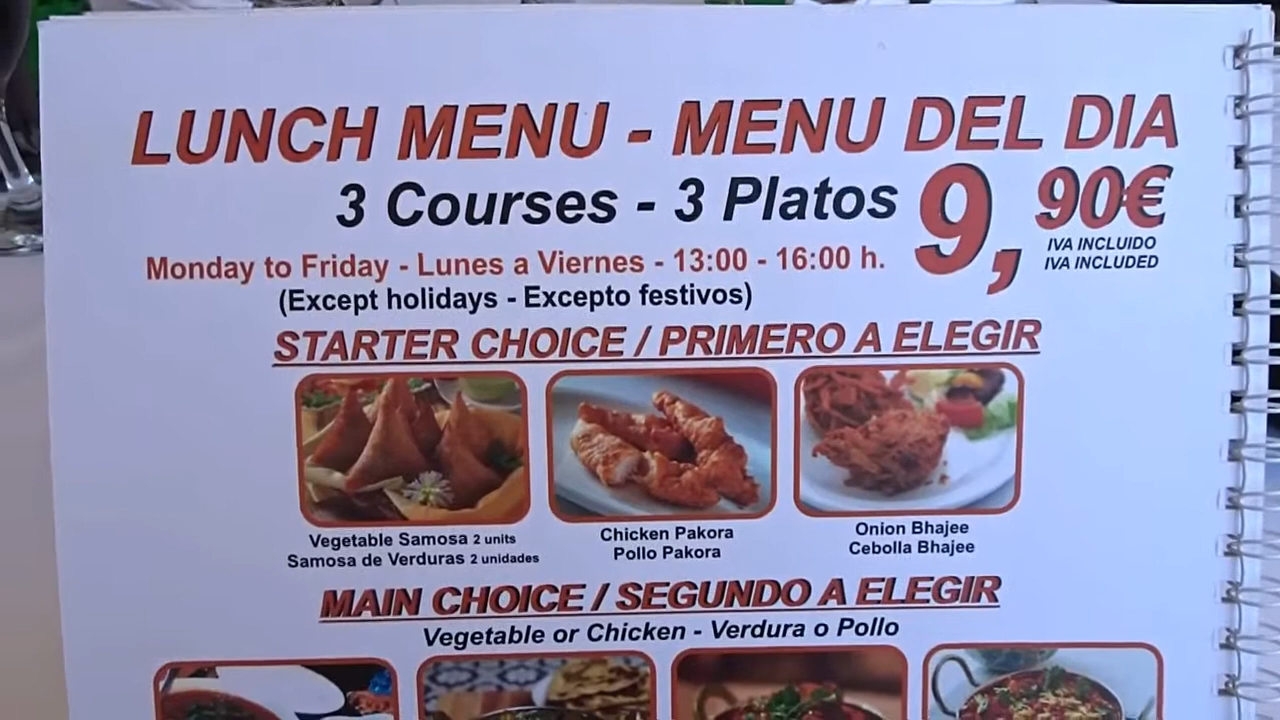 LUNCH MENU - MENU DEL DIA
3 Courses - 3 Platos 9,90€
IVA INCLUIDO
IVA INCLUDED
Monday to Friday - Lunes a Viernes - 13:00 - 16:00 h.
(Except holidays - Excepto festivos)
STARTER CHOICE / PRIMERO A ELEGIR
Vegetable Samosa 2 units
Samosa de Verduras 2 unidades
Chicken Pakora
Pollo Pakora
Onion Bhajee
Cebolla Bhajee
MAIN CHOICE / SEGUNDO A ELEGIR
Vegetable or Chicken - Verdura o Pollo